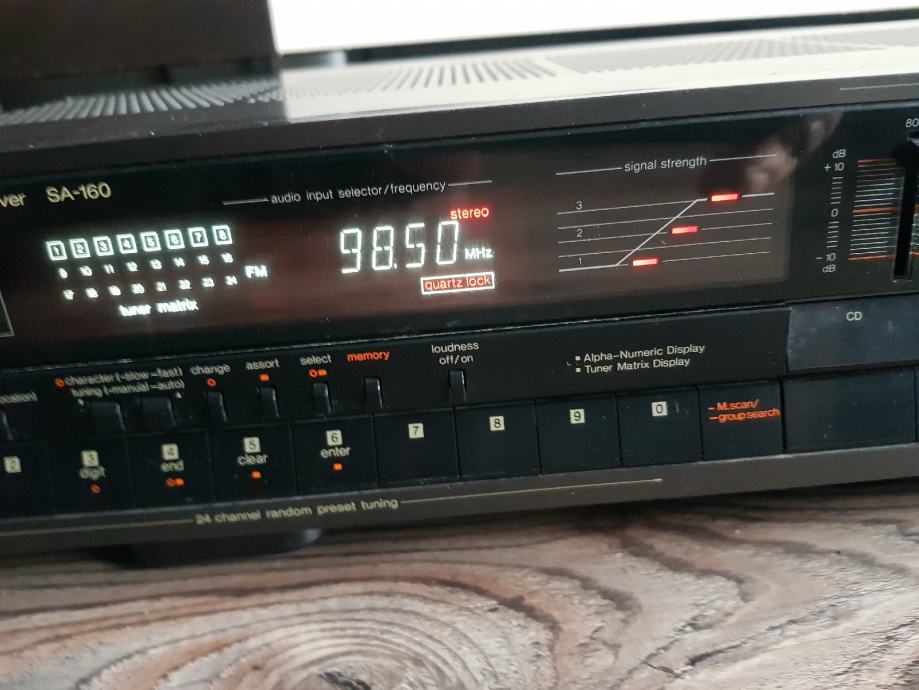 ver SA-160
audio input selector/frequency
signal strength
80
dB
+10
0
-10
dB
1 2 3 4 5 6 7 8
9 10 11 12 13 14 15 16
17 18 19 20 21 22 23 24
FM
tuner matrix
stereo
98.50 MHz
quartz lock
3
2
1
CD
character (-slow -fast)
tuning (-manual -auto)
change
assort
select
memory
loudness
off/on
Alpha-Numeric Display
Tuner Matrix Display
2
3
digit
4
end
5
clear
6
enter
7
8
9
0
M.scan/
groupsearch
24 channel random preset tuning